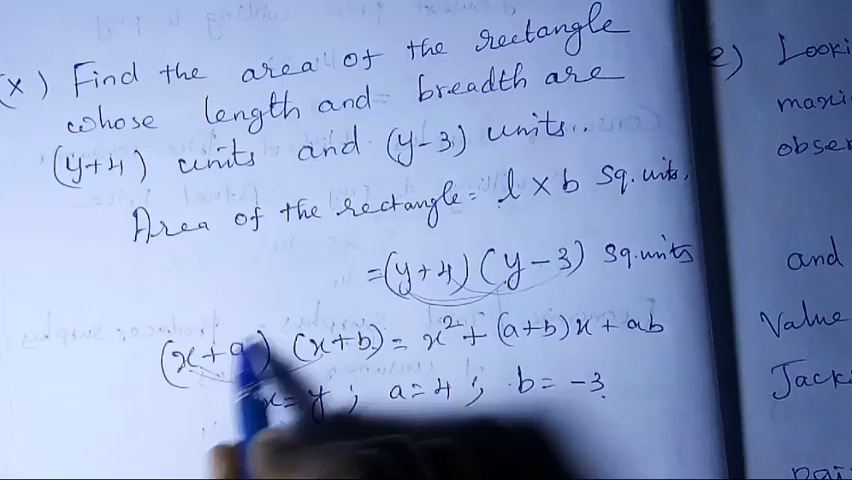 (x) Find the area of the rectangle
whose length and breadth are
(y+4) units and (y-3) units..
Area of the rectangle = l × b sq. units.
= (y+4) (y-3) sq.units
(x+a) (x+b) = x² + (a+b)x + ab
x = y ; a = 4 ; b = -3
e) Looki
maxi
obser
and
Value
Jack
pai